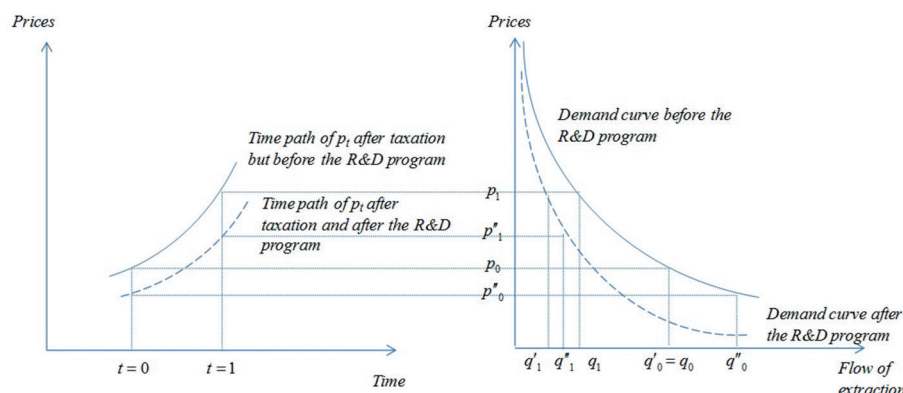 Prices
Time path of pt after taxation
but before the R&D program
Time path of pt after
taxation and after the R&D
program
t = 0
t = 1
Time
Prices
Demand curve before the
R&D program
p1
p"1
p0
p"0
Demand curve after
the R&D program
q'1
q"1
q1
q'0 = q0
q"0
Flow of
extraction